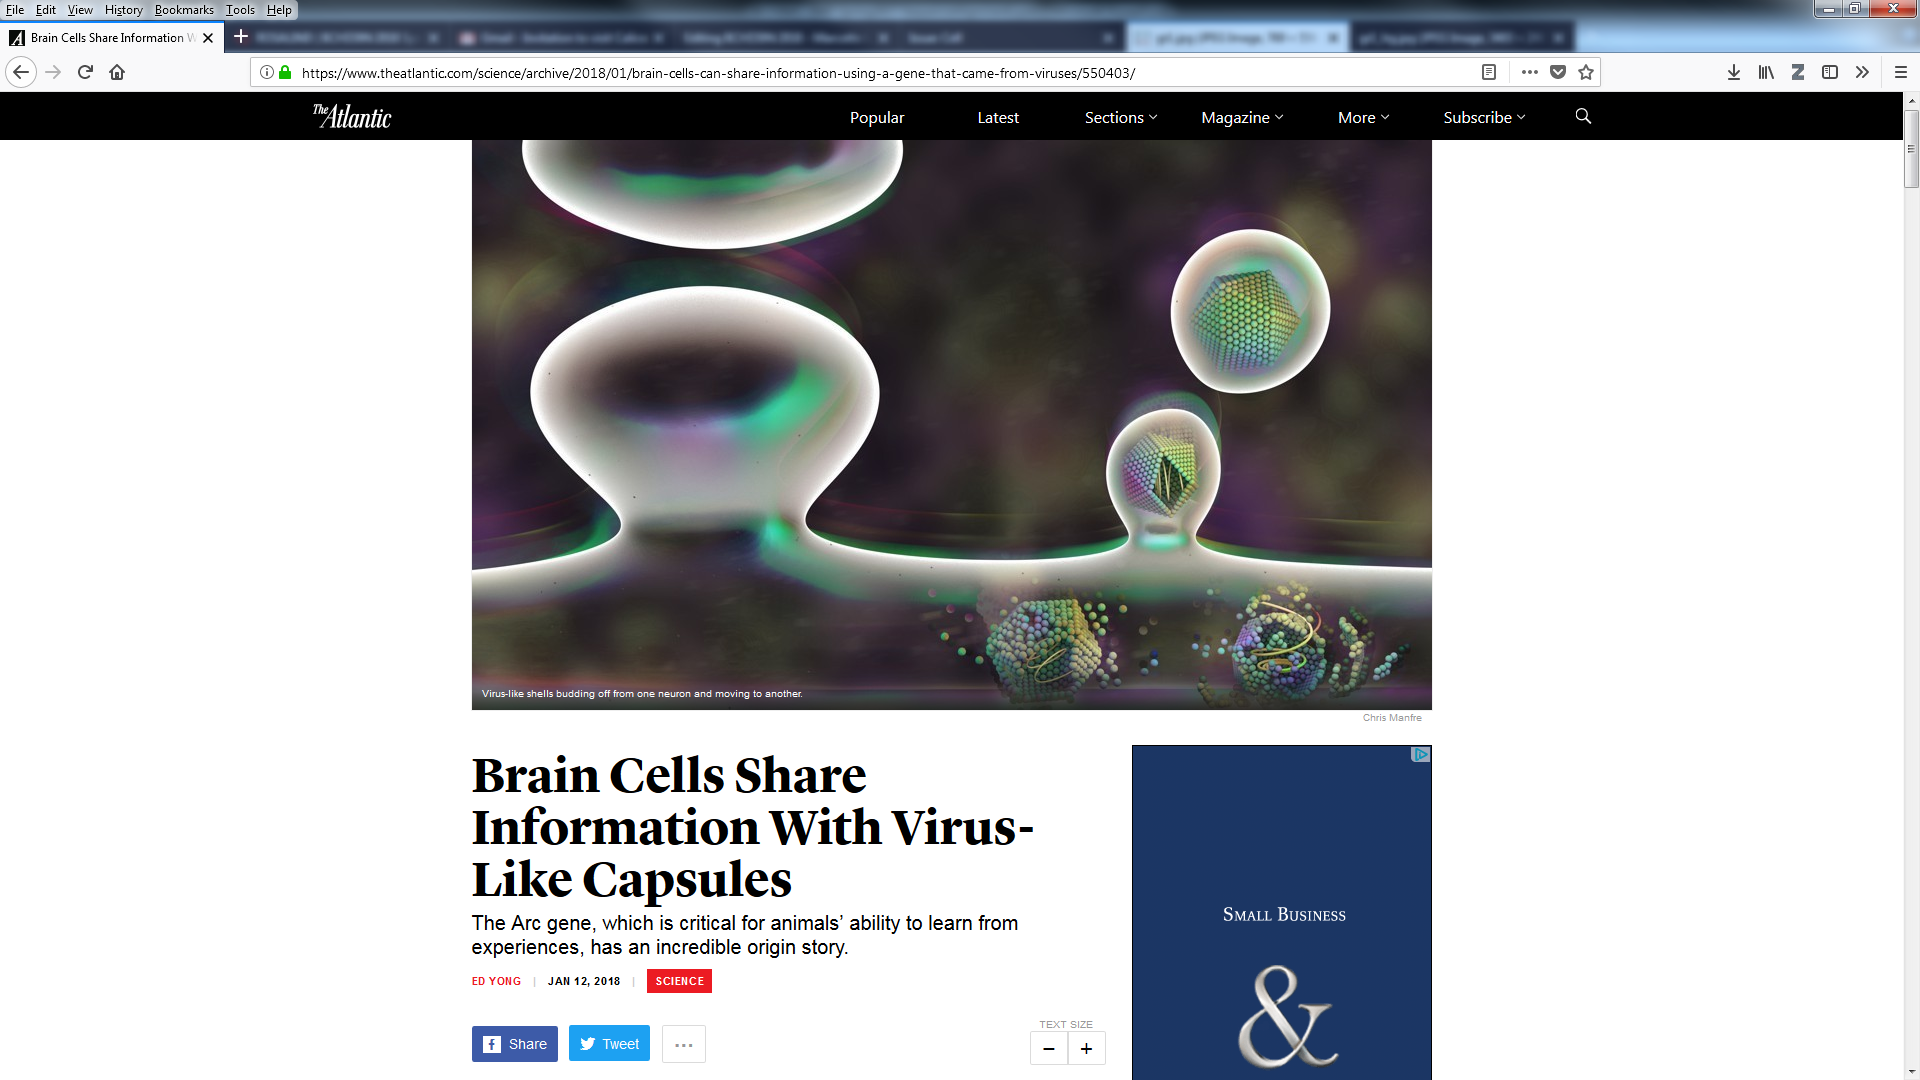 File Edit View History Bookmarks Tools Help
Brain Cells Share Information W
https://www.theatlantic.com/science/archive/2018/01/brain-cells-can-share-information-using-a-gene-that-came-from-viruses/550403/
The Atlantic
Popular Latest Sections Magazine More Subscribe
Virus-like shells budding off from one neuron and moving to another.
Chris Manfre
Brain Cells Share
Information With Virus-
Like Capsules
The Arc gene, which is critical for animals’ ability to learn from
experiences, has an incredible origin story.
ED YONG | JAN 12, 2018 | SCIENCE
Share Tweet ...
TEXT SIZE
− +
SMALL BUSINESS
&